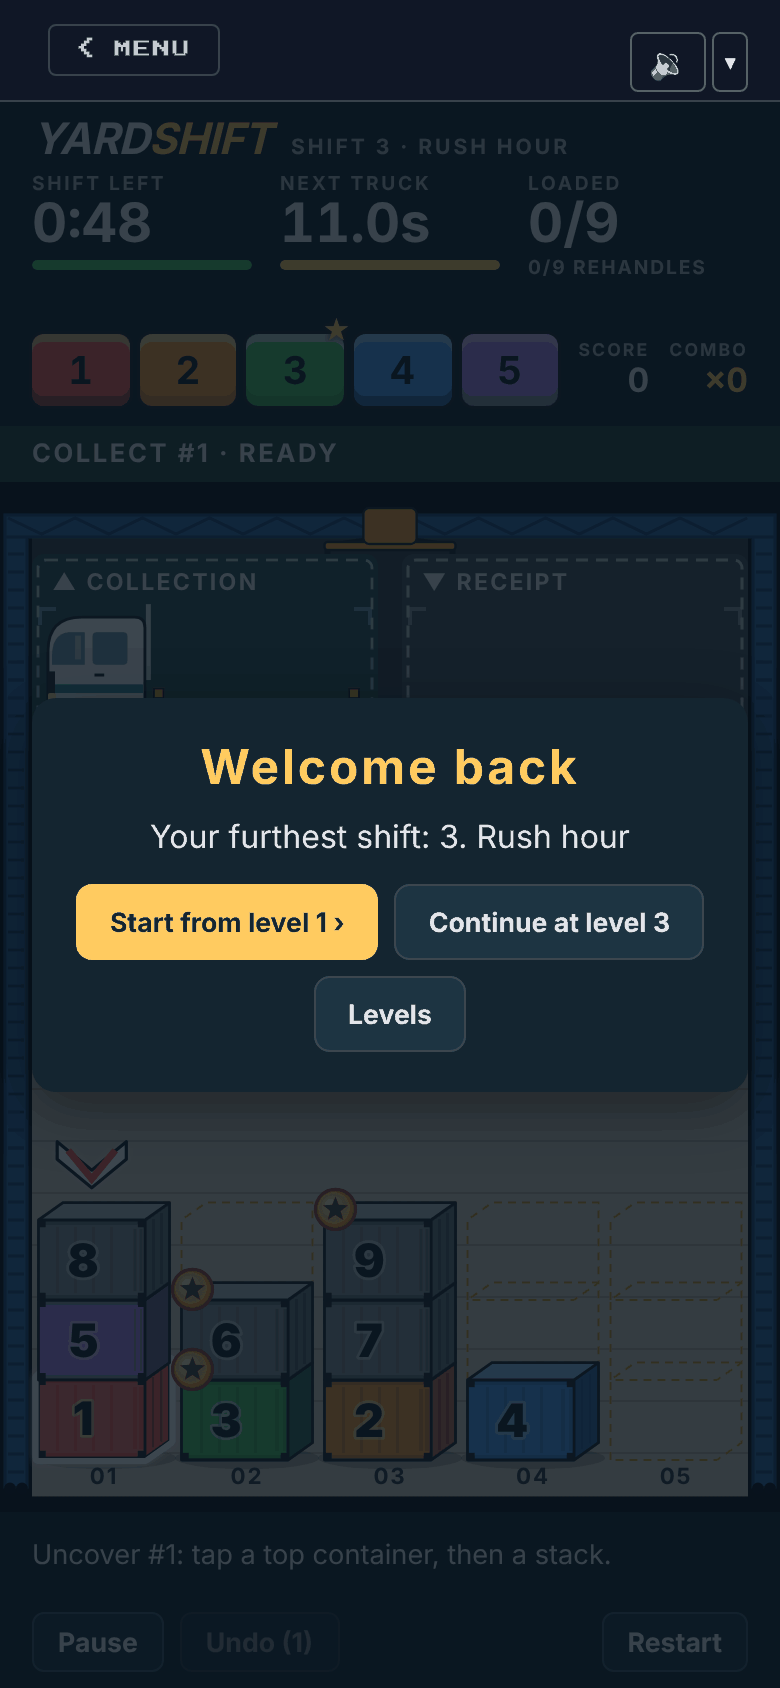 MENU
▼
YARDSHIFT SHIFT 3 · RUSH HOUR
SHIFT LEFT NEXT TRUCK LOADED
0:48 11.0s 0/9
0/9 REHANDLES
1 2 3 4 5
SCORE COMBO
0 ×0
COLLECT #1 · READY
▲ COLLECTION ▼ RECEIPT
Welcome back
Your furthest shift: 3. Rush hour
Start from level 1 › Continue at level 3
Levels
8 9
5 6 7
1 3 2 4
01 02 03 04 05
Uncover #1: tap a top container, then a stack.
Pause Undo (1) Restart